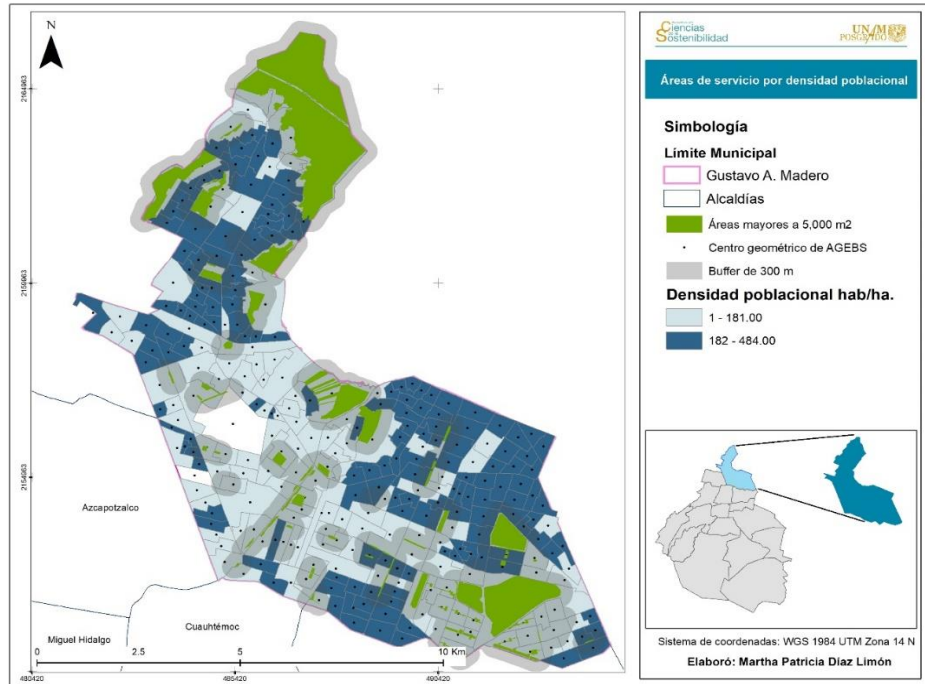 N
2164963
2159963
2154963
Azcapotzalco
Miguel Hidalgo
Cuauhtémoc
0 2.5 5 10 Km
480420 485420 490420
Ciencias
Sostenibilidad
UNAM
POSGRADO
Áreas de servicio por densidad poblacional
Simbología
Límite Municipal
Gustavo A. Madero
Alcaldías
Áreas mayores a 5,000 m2
Centro geométrico de AGEBS
Buffer de 300 m
Densidad poblacional hab/ha.
1 - 181.00
182 - 484.00
Sistema de coordenadas: WGS 1984 UTM Zona 14 N
Elaboró: Martha Patricia Díaz Limón